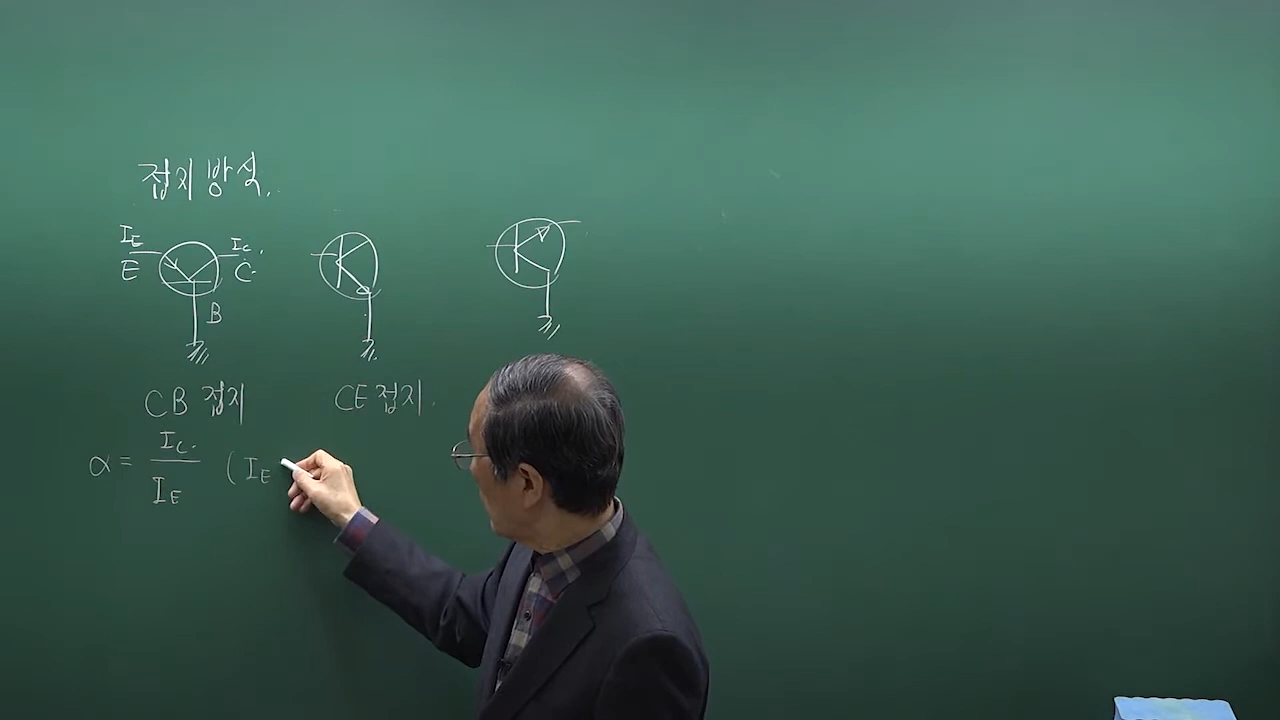 접지방식.
I_E I_C
E C
B
CB 접지 CE 접지.
α = I_C / I_E ( I_E